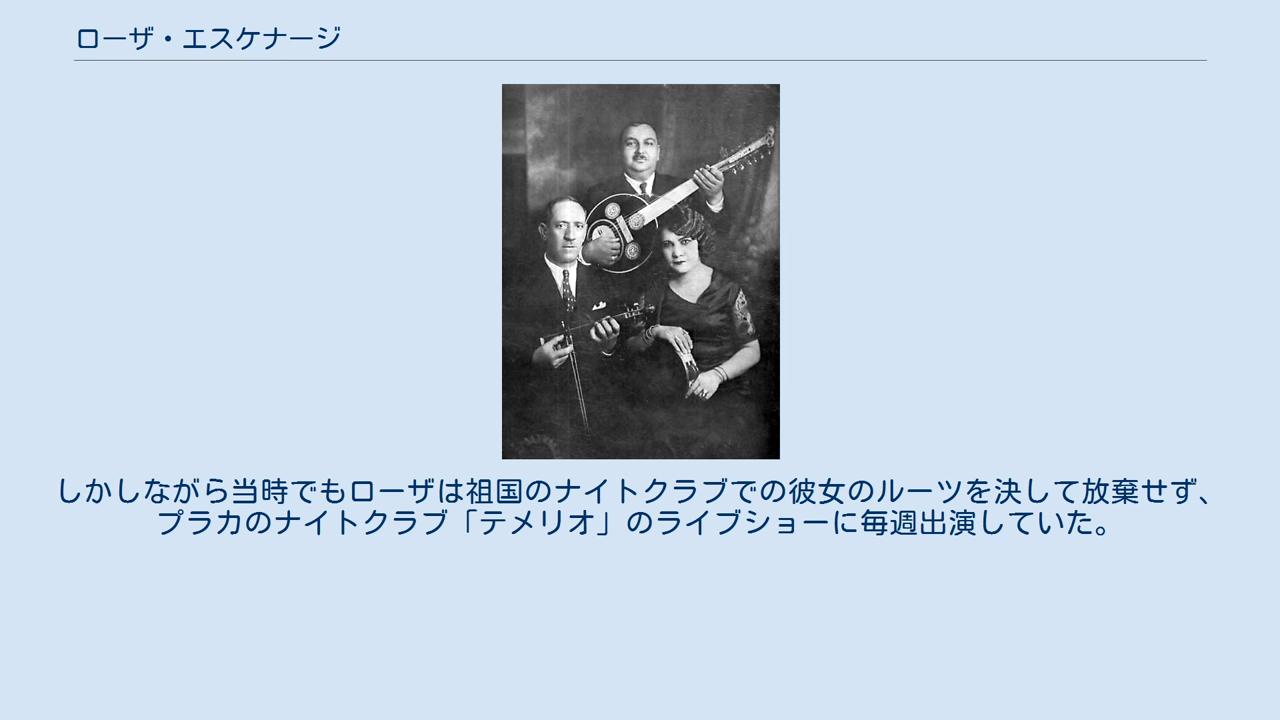 ローザ・エスケナージ
しかしながら当時でもローザは祖国のナイトクラブでの彼女のルーツを決して放棄せず、
プラカのナイトクラブ「テメリオ」のライブショーに毎週出演していた。